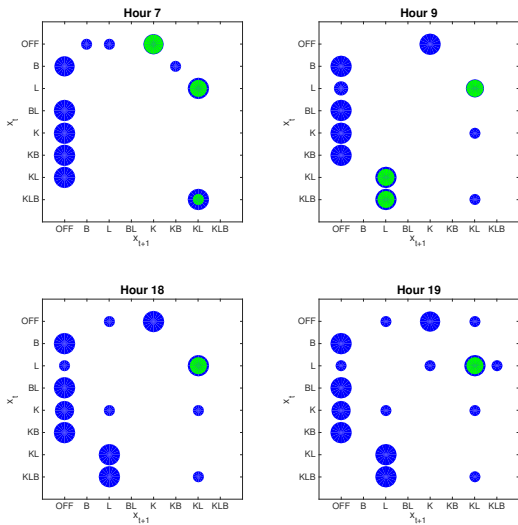 Hour 7
OFF
B
L
BL
K
KB
KL
KLB
x_t
OFF B L BL K KB KL KLB
x_{t+1}
Hour 9
OFF
B
L
BL
K
KB
KL
KLB
x_t
OFF B L BL K KB KL KLB
x_{t+1}
Hour 18
OFF
B
L
BL
K
KB
KL
KLB
x_t
OFF B L BL K KB KL KLB
x_{t+1}
Hour 19
OFF
B
L
BL
K
KB
KL
KLB
x_t
OFF B L BL K KB KL KLB
x_{t+1}